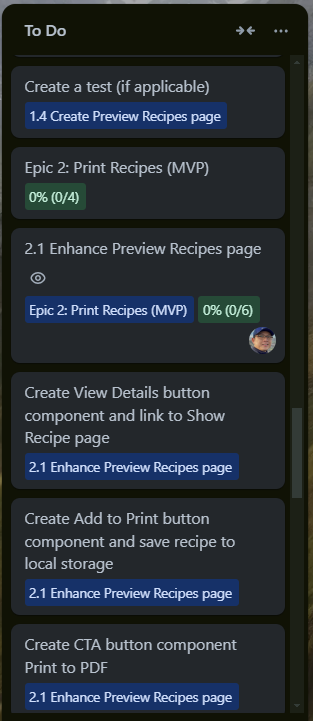 To Do
Create a test (if applicable)
1.4 Create Preview Recipes page
Epic 2: Print Recipes (MVP)
0% (0/4)
2.1 Enhance Preview Recipes page
Epic 2: Print Recipes (MVP) 0% (0/6)
Create View Details button
component and link to Show
Recipe page
2.1 Enhance Preview Recipes page
Create Add to Print button
component and save recipe to
local storage
2.1 Enhance Preview Recipes page
Create CTA button component
Print to PDF
2.1 Enhance Preview Recipes page